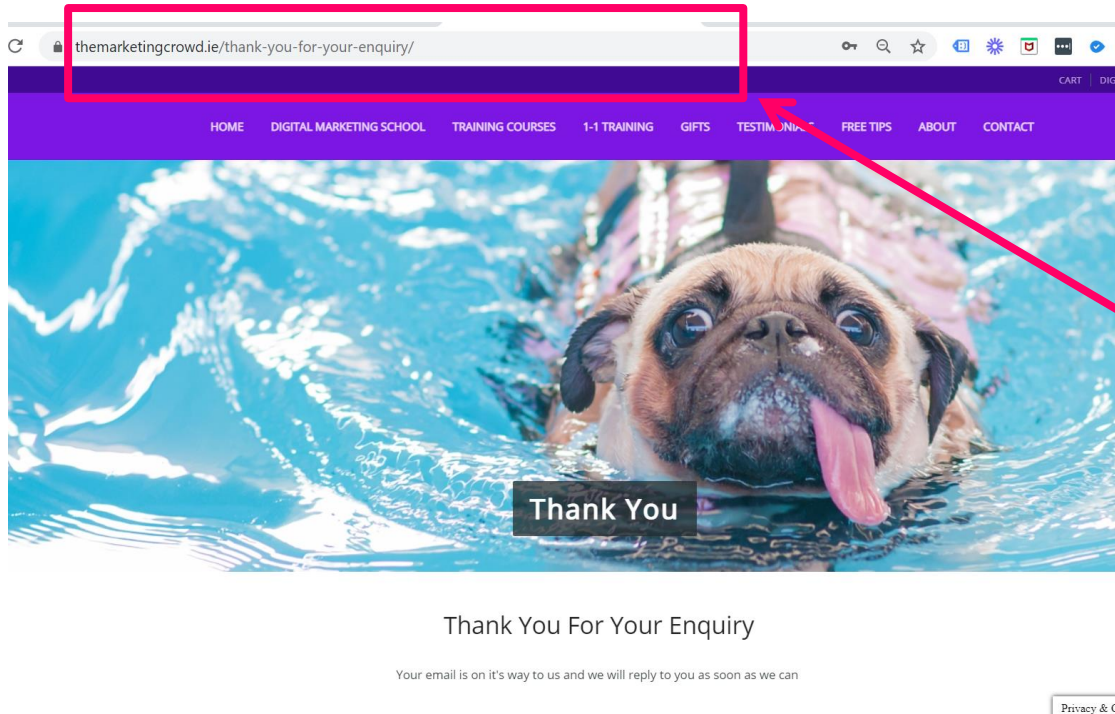 themarketingcrowd.ie/thank-you-for-your-enquiry/
CART
HOME DIGITAL MARKETING SCHOOL TRAINING COURSES 1-1 TRAINING GIFTS TESTIMONIALS FREE TIPS ABOUT CONTACT
Thank You
Thank You For Your Enquiry
Your email is on it's way to us and we will reply to you as soon as we can
Privacy &